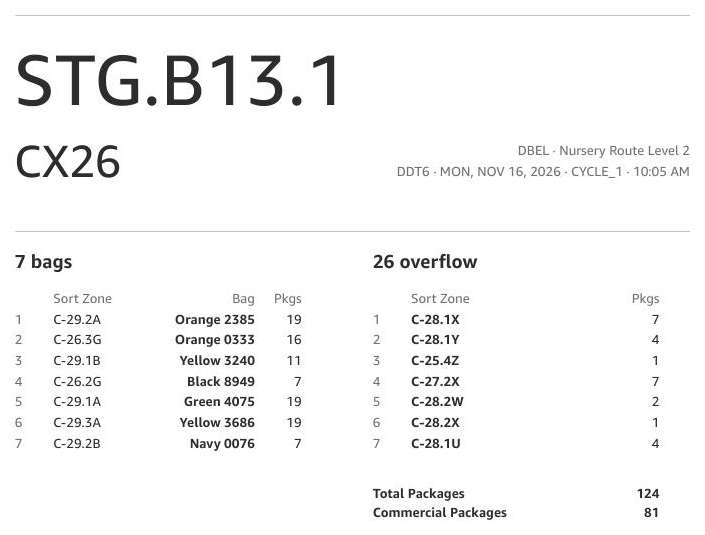 STG.B13.1
CX26
DBEL · Nursery Route Level 2
DDT6 · MON, NOV 16, 2026 · CYCLE_1 · 10:05 AM
7 bags
Sort Zone Bag Pkgs
1 C-29.2A Orange 2385 19
2 C-26.3G Orange 0333 16
3 C-29.1B Yellow 3240 11
4 C-26.2G Black 8949 7
5 C-29.1A Green 4075 19
6 C-29.3A Yellow 3686 19
7 C-29.2B Navy 0076 7
26 overflow
Sort Zone Pkgs
1 C-28.1X 7
2 C-28.1Y 4
3 C-25.4Z 1
4 C-27.2X 7
5 C-28.2W 2
6 C-28.2X 1
7 C-28.1U 4
Total Packages 124
Commercial Packages 81